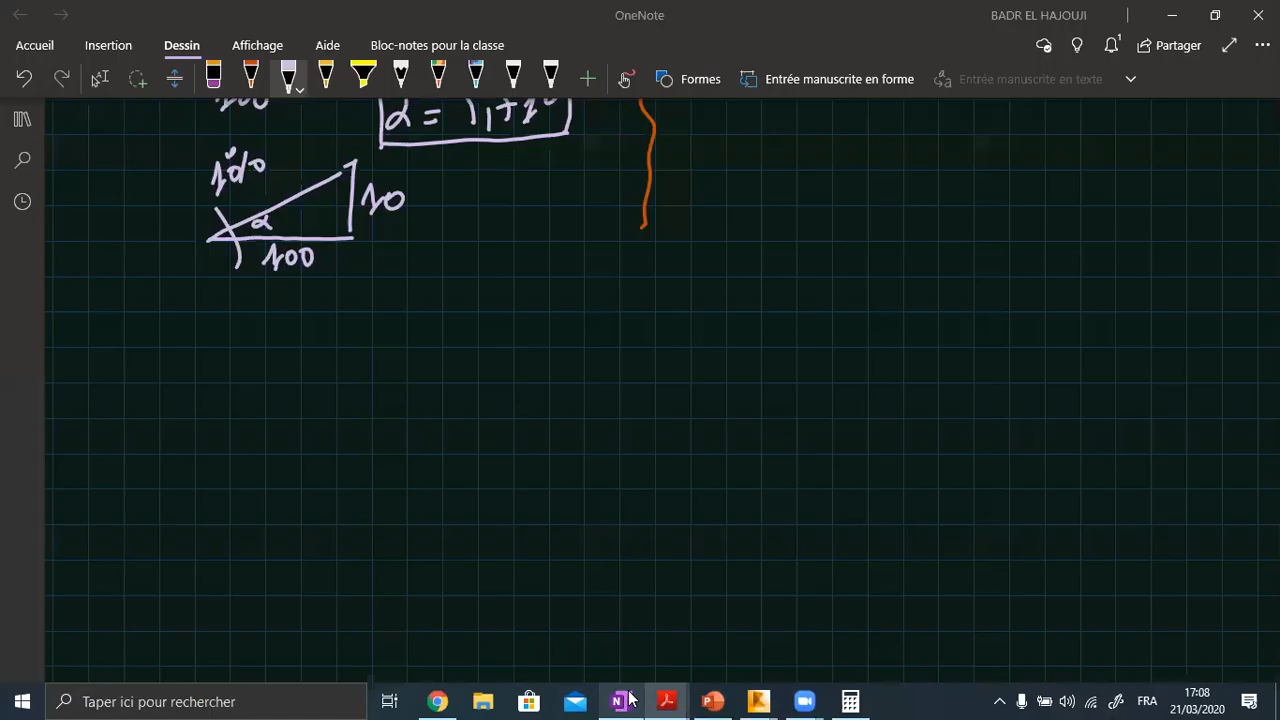 OneNote
BADR EL HAJOUJI
Accueil Insertion Dessin Affichage Aide Bloc-notes pour la classe
Partager
Formes Entrée manuscrite en forme Entrée manuscrite en texte
α =
10%
10
α
100
Taper ici pour rechercher
FRA
17:08
21/03/2020